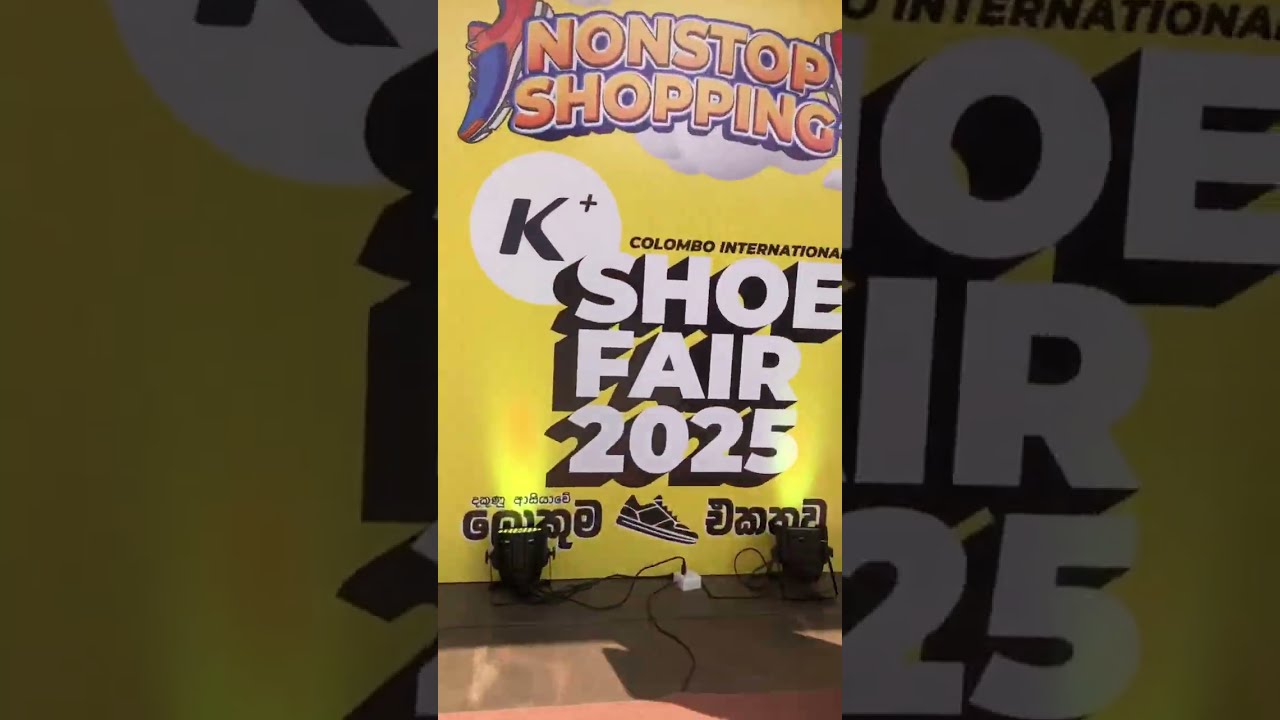 NONSTOP
SHOPPING
K+
COLOMBO INTERNATIONAL
SHOE
FAIR
2025
දකුණු ආසියාවේ
ලොකුම එකතුව